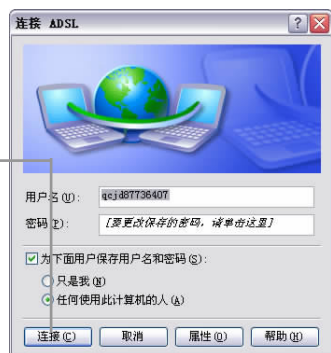 连接 ADSL
用户名(U): qcjd87736407
密码(P): [要更改保存的密码，请单击这里]
为下面用户保存用户名和密码(S):
只是我(N)
任何使用此计算机的人(A)
连接(C) 取消 属性(O) 帮助(H)